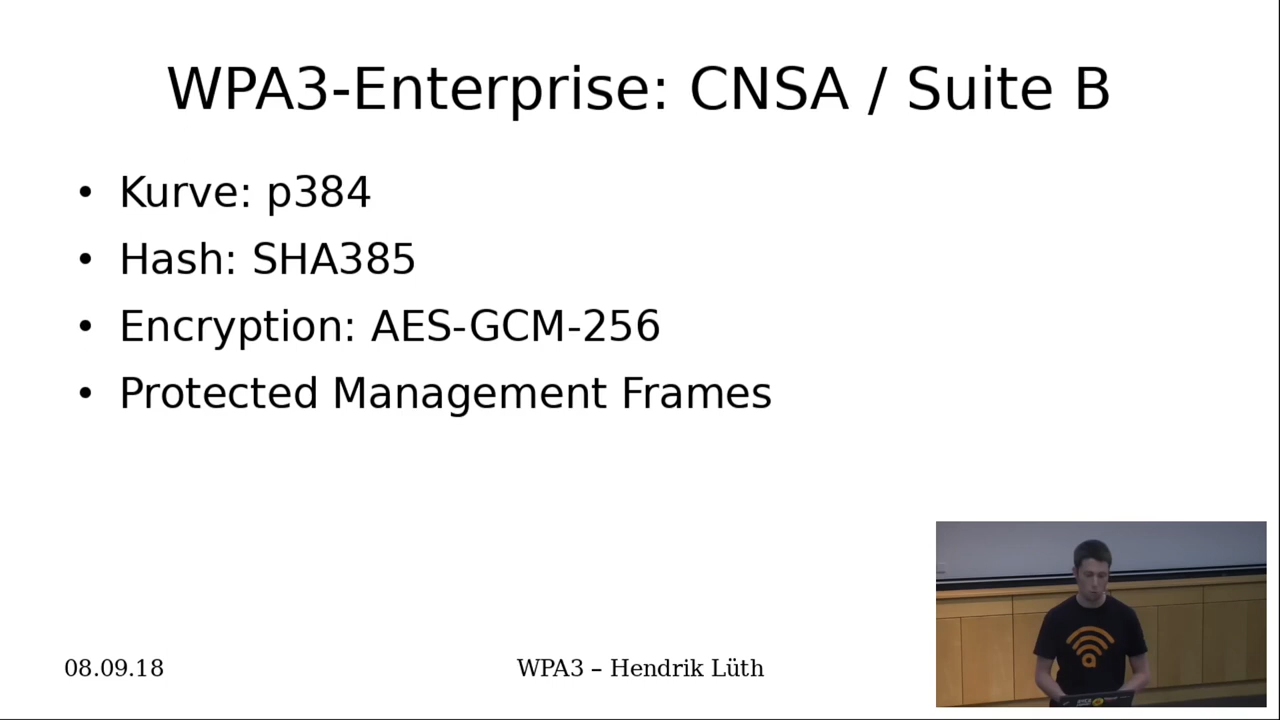 WPA3-Enterprise: CNSA / Suite B
• Kurve: p384
• Hash: SHA385
• Encryption: AES-GCM-256
• Protected Management Frames
08.09.18
WPA3 – Hendrik Lüth